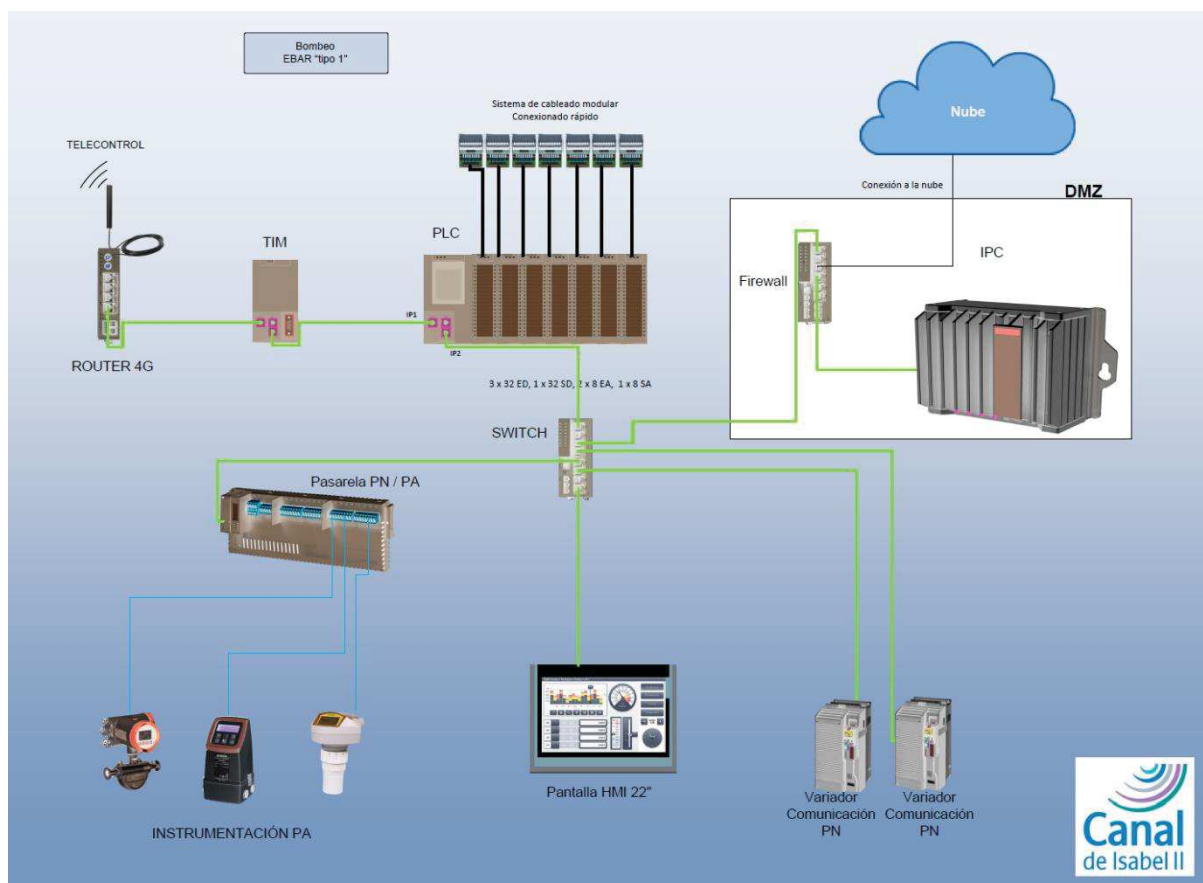 Bombeo
EBAR "tipo 1"
Nube
Sistema de cableado modular
Conexionado rápido
TELECONTROL
Conexión a la nube
DMZ
TIM
PLC
IPC
Firewall
IP1
IP2
ROUTER 4G
3 x 32 ED, 1 x 32 SD, 2 x 8 EA, 1 x 8 SA
SWITCH
Pasarela PN / PA
Pantalla HMI 22"
Variador
Comunicación
PN
Variador
Comunicación
PN
INSTRUMENTACIÓN PA
Canal
de Isabel II